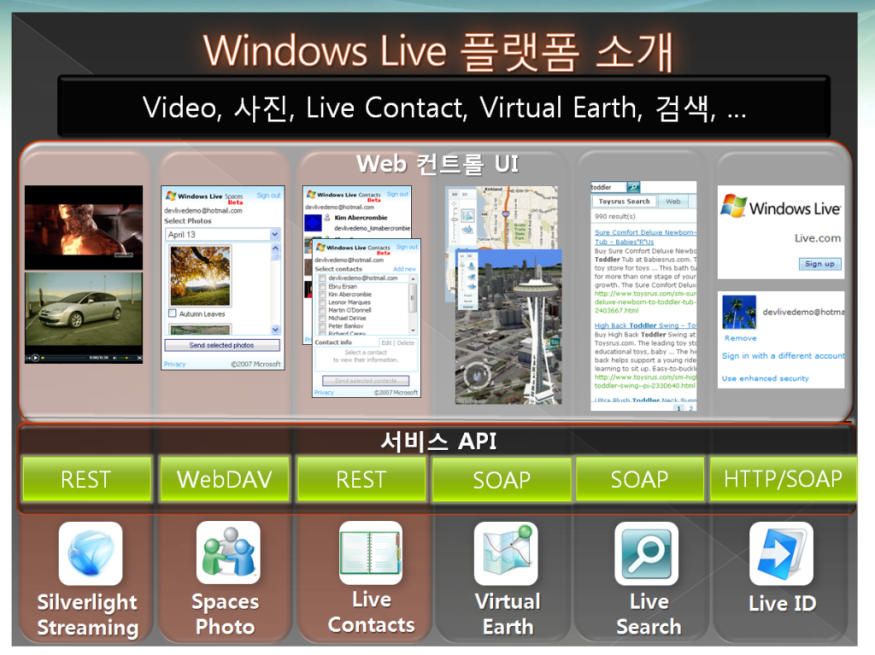 Windows Live 플랫폼 소개
Video, 사진, Live Contact, Virtual Earth, 검색, ...
Web 컨트롤 UI
Windows Live Spaces Beta
Sign out
devlivedemo@hotmail.com
Select Photos
April 13
Autumn Leaves
Send selected photos
Privacy ©2007 Microsoft
Windows Live Contacts Beta
Sign out
devlivedemo@hotmail.com
Kim Abercrombie
devlivedemo_kimabercrombie
Windows Live Contacts Beta
Sign out
devlivedemo@hotmail.com
Select contacts Add new
devlivedemo@hotmail.com
Ebru Ersan
Kim Abercrombie
Leonor Marques
Martin O'Donnell
Michael DeVoe
Peter Bankov
Richard Carey
Contact info Edit | Delete
Select a contact
to view their information.
Send selected contacts
Privacy ©2007 Microsoft
toddler
Toysrus Search Web
990 result(s)
Sure Comfort Deluxe Newborn-
Tub - Babies"R"Us
Buy Sure Comfort Deluxe Newbo
Toddler Tub at Babiesrus.com. T
toy store for toys ... This bath tu
for more than one stage of your
growth. The Sure Comfort Delux
http://www.toysrus.com/sm-sur
deluxe-newborn-to-toddler-tub-
2403667.html
High Back Toddler Swing - To
Buy High Back Toddler Swing at
Toysrus.com. The leading toy sto
educational toys, baby ... The hi
back helps support a young ride
learning to sit up. Easy-to-buckl
http://www.toysrus.com/sm-hig
toddler-swing--pi-2330640.html
Ultra Plush Toddler Neck Supp
1 2
Windows Live
Live.com
Sign up
devlivedemo@hotma
Remove
Sign in with a different account
Use enhanced security
서비스 API
REST WebDAV REST SOAP SOAP HTTP/SOAP
Silverlight
Streaming
Spaces
Photo
Live
Contacts
Virtual
Earth
Live
Search
Live ID